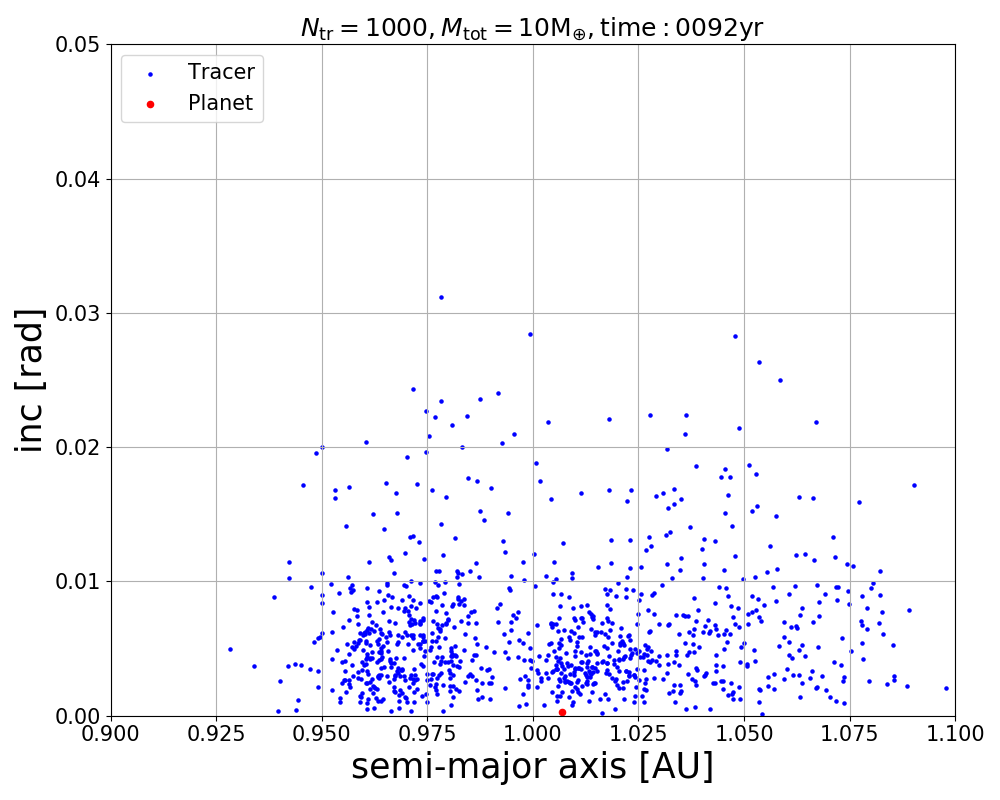 N_tr = 1000, M_tot = 10M_⊕, time : 0092yr
0.05
Tracer
Planet
0.04
0.03
inc [rad]
0.02
0.01
0.00
0.900 0.925 0.950 0.975 1.000 1.025 1.050 1.075 1.100
semi-major axis [AU]